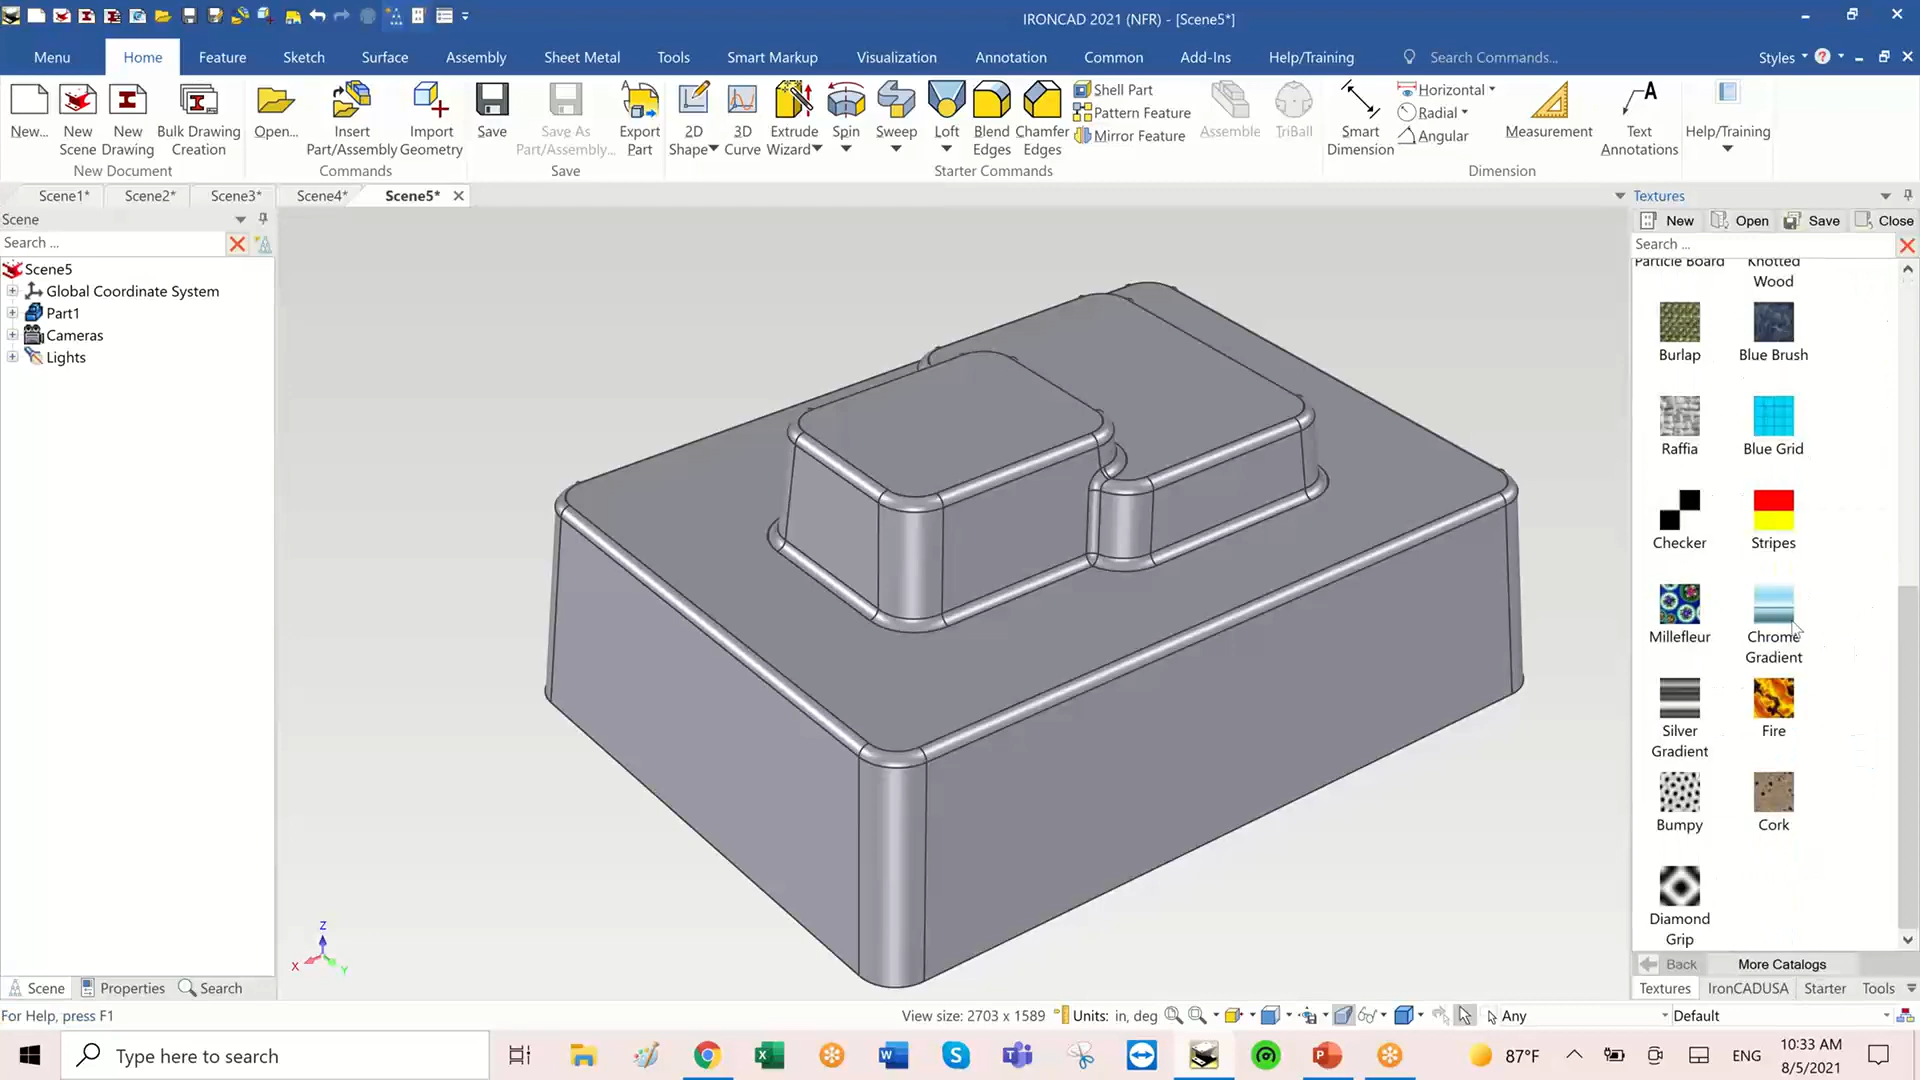 IRONCAD 2021 (NFR) - [Scene5*]
Menu Home Feature Sketch Surface Assembly Sheet Metal Tools Smart Markup Visualization Annotation Common Add-Ins Help/Training Search Commands... Styles
New... New Scene New Drawing Bulk Drawing Creation
New Document
Open... Insert Part/Assembly Import Geometry
Commands
Save Save As Part/Assembly... Export Part
Save
2D Shape 3D Curve Extrude Wizard Spin Sweep Loft Blend Edges Chamfer Edges
Shell Part
Pattern Feature
Mirror Feature
Assemble TriBall
Starter Commands
Smart Dimension
Horizontal
Radial
Angular
Measurement Text Annotations
Dimension
Help/Training
Scene1* Scene2* Scene3* Scene4* Scene5*
Scene
Search ...
Scene5
Global Coordinate System
Part1
Cameras
Lights
Z
X
Y
Scene Properties Search
Textures
New Open Save Close
Search ...
Particle Board Knotted Wood
Burlap Blue Brush
Raffia Blue Grid
Checker Stripes
Millefleur Chrome Gradient
Silver Gradient Fire
Bumpy Cork
Diamond Grip
Back More Catalogs
Textures IronCADUSA Starter Tools
For Help, press F1
View size: 2703 x 1589 Units: in, deg Any Default
Type here to search
87°F ENG
10:33 AM
8/5/2021